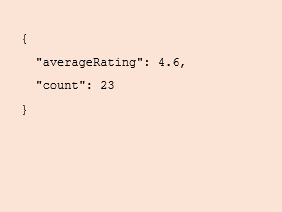 {
  "averageRating": 4.6,
  "count": 23
}